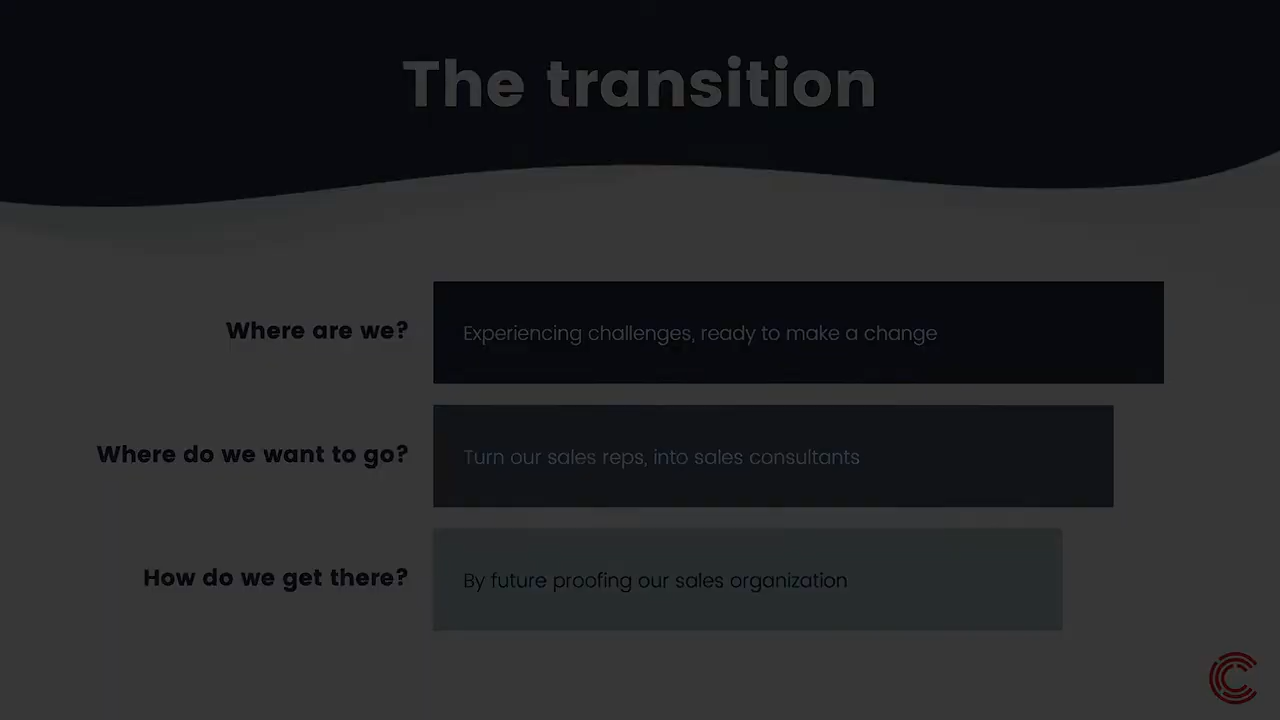 The transition
Where are we?
Experiencing challenges, ready to make a change
Where do we want to go?
Turn our sales reps, into sales consultants
How do we get there?
By future proofing our sales organization